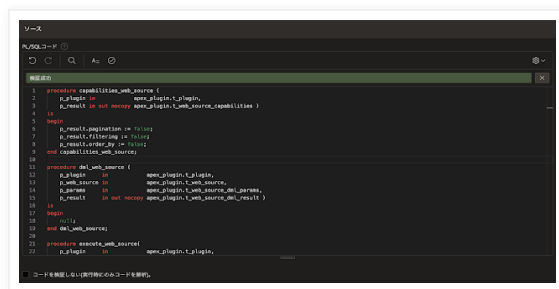 ソース
PL/SQLコード
検証成功
1 procedure capabilities_web_source (
2 p_plugin in apex_plugin.t_plugin,
3 p_result in out nocopy apex_plugin.t_web_source_capabilities )
4 is
5 begin
6 p_result.pagination := false;
7 p_result.filtering := false;
8 p_result.order_by := false;
9 end capabilities_web_source;
10
11 procedure dml_web_source (
12 p_plugin in apex_plugin.t_plugin,
13 p_web_source in apex_plugin.t_web_source,
14 p_params in apex_plugin.t_web_source_dml_params,
15 p_result in out nocopy apex_plugin.t_web_source_dml_result )
16 is
17 begin
18 null;
19 end dml_web_source;
20
21 procedure execute_web_source(
22 p_plugin in apex_plugin.t_plugin,
コードを検証しない(実行時にのみコードを解析)。